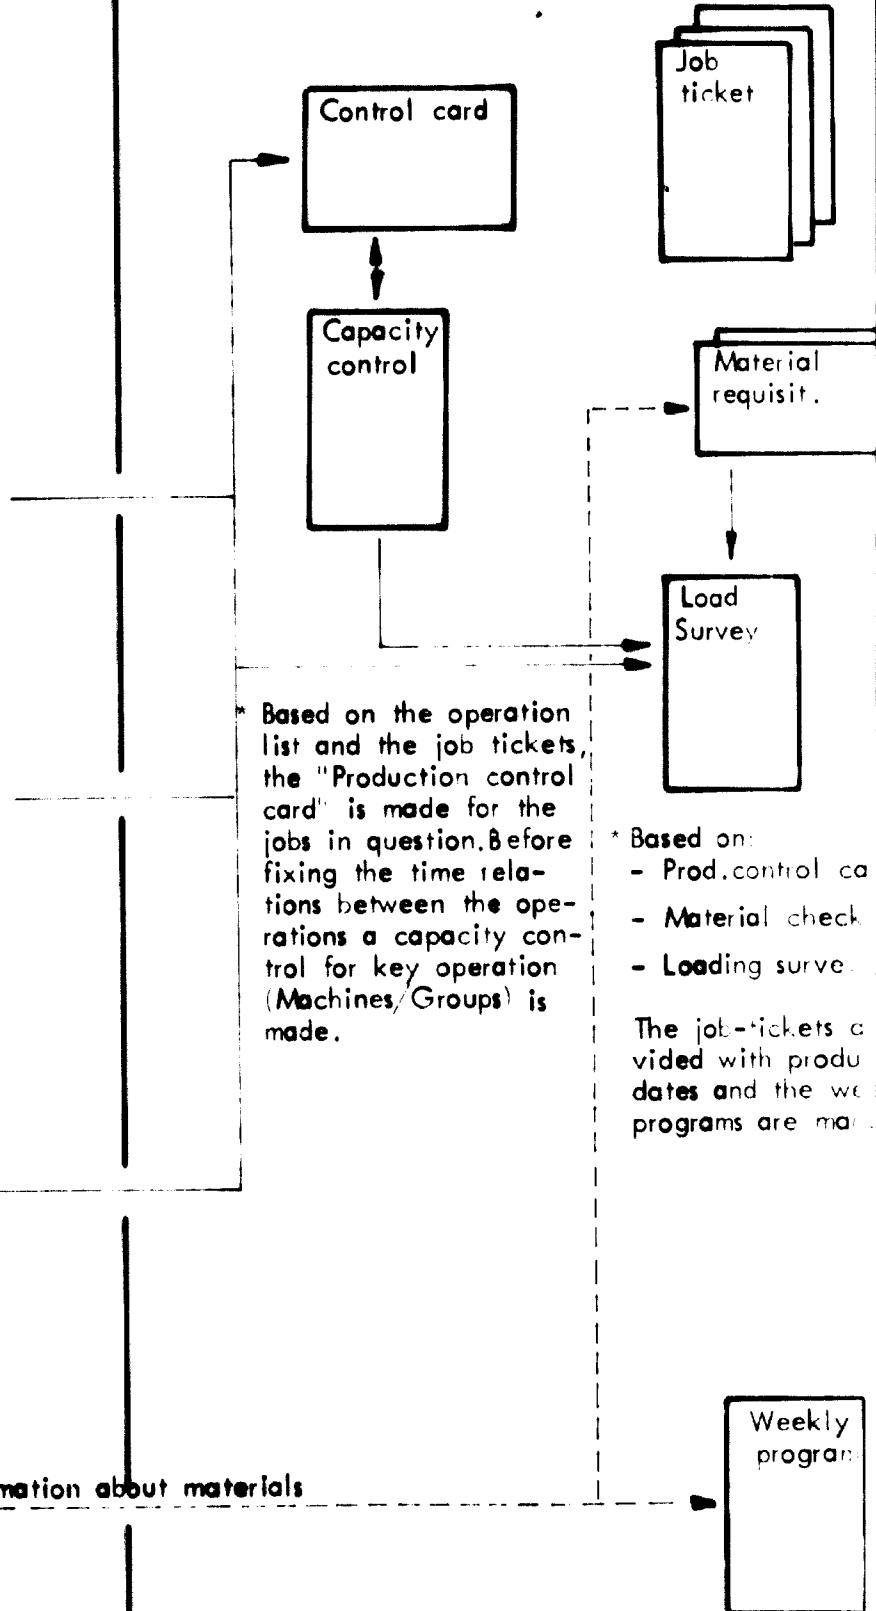 Job
ticket
Control card
Capacity
control
Material
requisit.
Load
Survey
* Based on the operation
list and the job tickets,
the "Production control
card" is made for the
jobs in question. Before
fixing the time rela-
tions between the ope-
rations a capacity con-
trol for key operation
(Machines/Groups) is
made.
* Based on:
- Prod. control ca
- Material check
- Loading surve
The job-tickets
vided with produ
dates and the we
programs are ma
Weekly
program
mation about materials